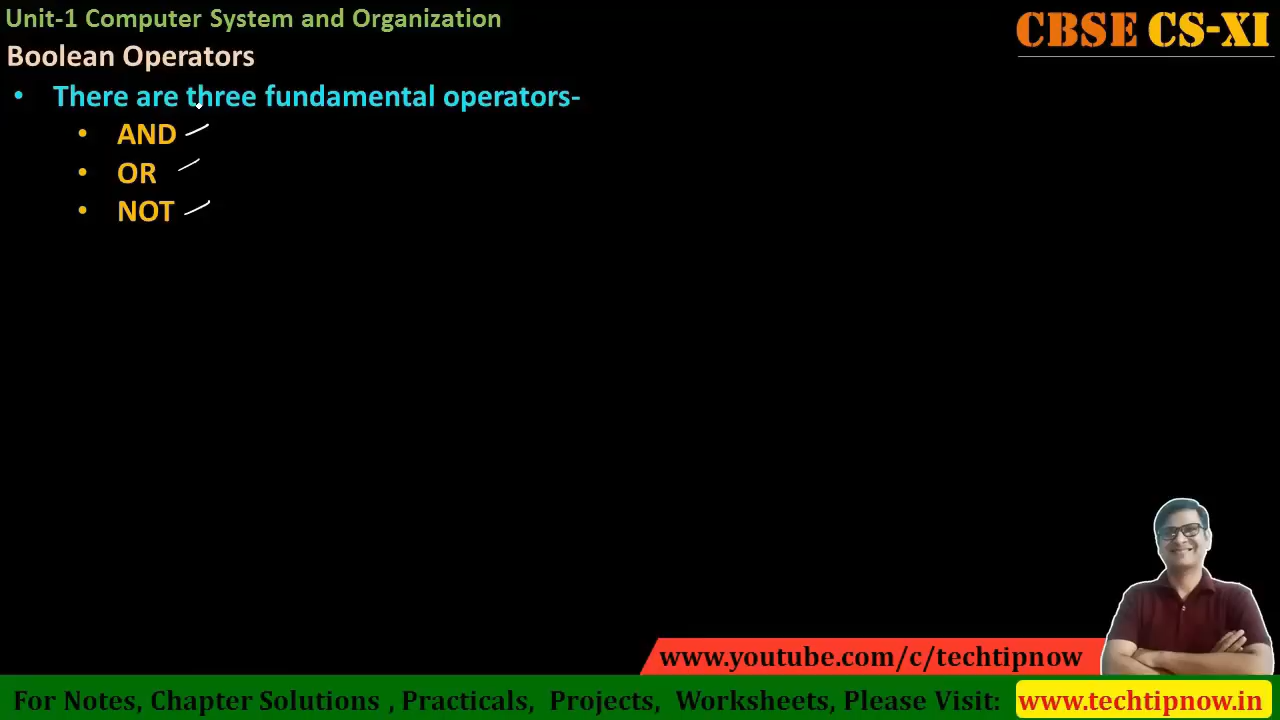 Unit-1 Computer System and Organization
CBSE CS-XI
Boolean Operators
• There are three fundamental operators-
• AND
• OR
• NOT
www.youtube.com/c/techtipnow
For Notes, Chapter Solutions , Practicals, Projects, Worksheets, Please Visit: www.techtipnow.in